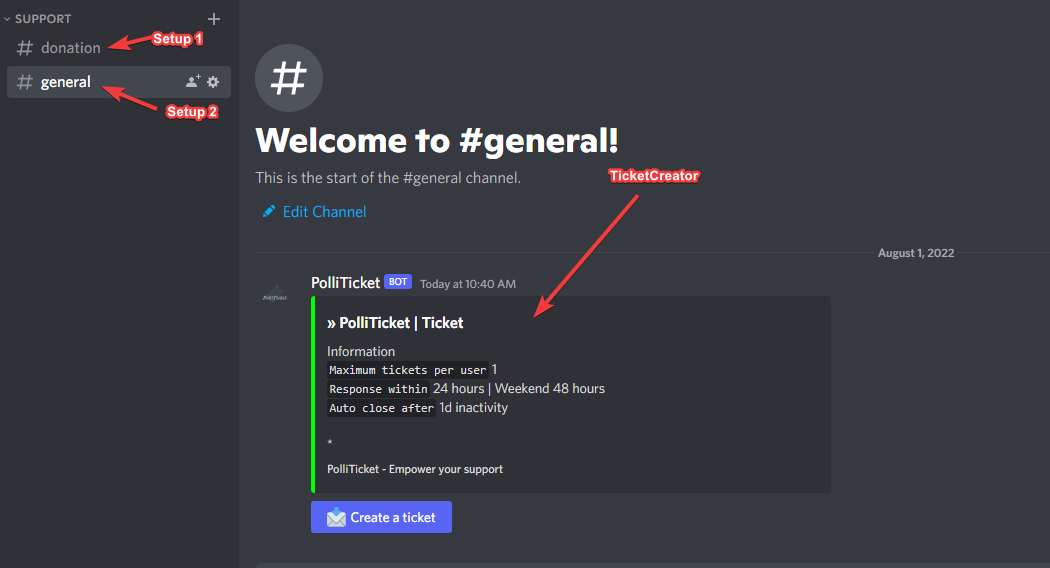 SUPPORT
donation
Setup 1
general
Setup 2
Welcome to #general!
This is the start of the #general channel.
TicketCreator
Edit Channel
August 1, 2022
PolliTicket BOT Today at 10:40 AM
PolliTicket
» PolliTicket | Ticket
Information
Maximum tickets per user 1
Response within 24 hours | Weekend 48 hours
Auto close after 1d inactivity
*
PolliTicket - Empower your support
Create a ticket